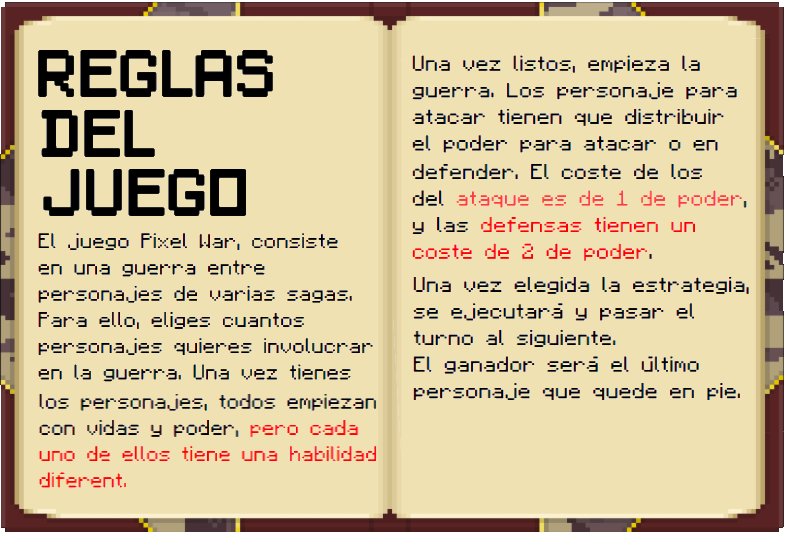 REGLAS
DEL
JUEGO
El juego Pixel War, consiste
en una guerra entre
personajes de varias sagas.
Para ello, eliges cuantos
personajes quieres involucrar
en la guerra. Una vez tienes
los personajes, todos empiezan
con vidas y poder, pero cada
uno de ellos tiene una habilidad
diferent.
Una vez listos, empieza la
guerra. Los personaje para
atacar tienen que distribuir
el poder para atacar o en
defender. El coste de los
del ataque es de 1 de poder,
y las defensas tienen un
coste de 2 de poder.
Una vez elegida la estrategia,
se ejecutará y pasar el
turno al siguiente.
El ganador será el último
personaje que quede en pie.